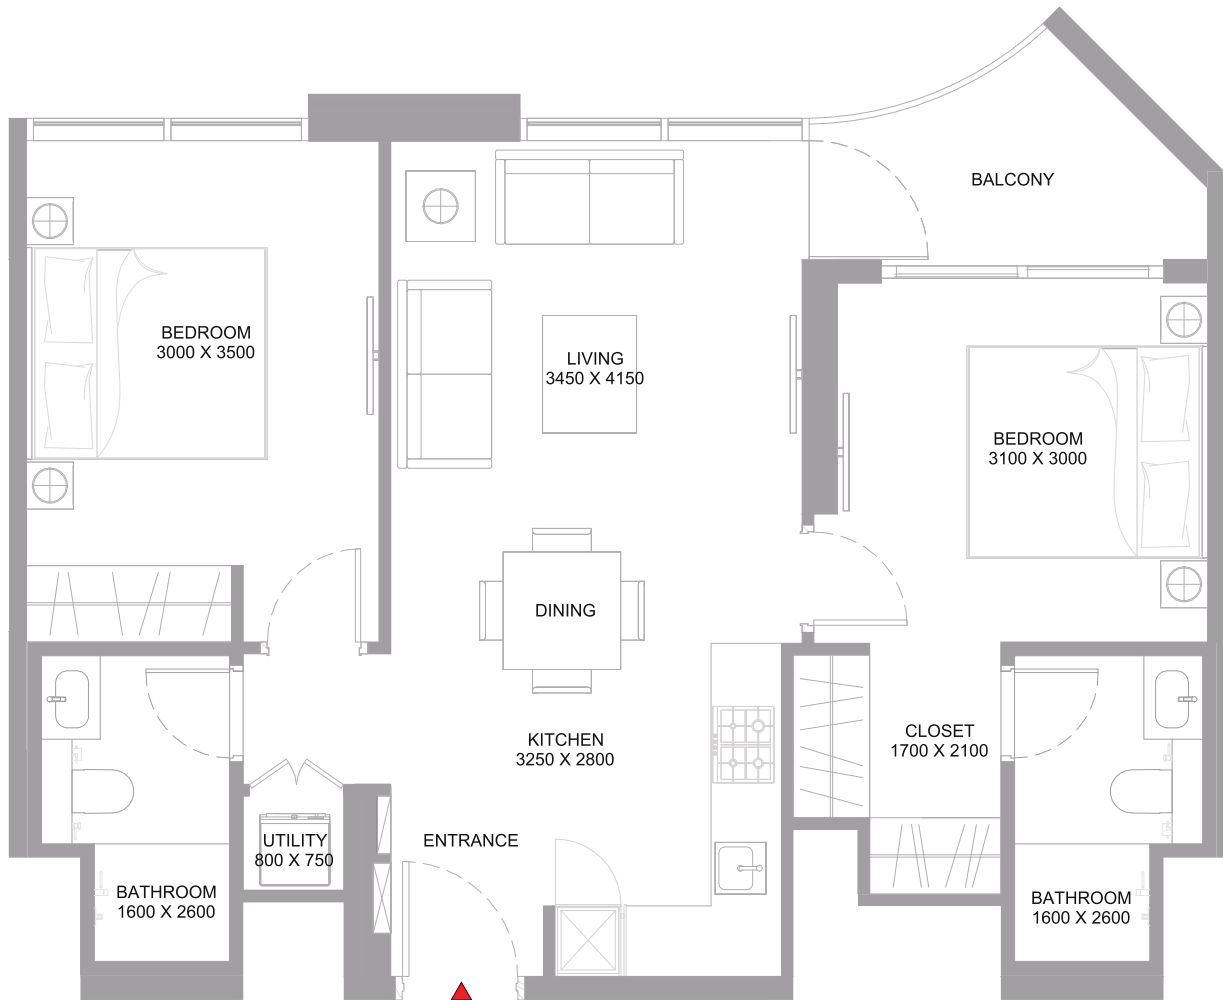 BALCONY
BEDROOM
3000 X 3500
LIVING
3450 X 4150
BEDROOM
3100 X 3000
DINING
KITCHEN
3250 X 2800
CLOSET
1700 X 2100
ENTRANCE
UTILITY
800 X 750
BATHROOM
1600 X 2600
BATHROOM
1600 X 2600